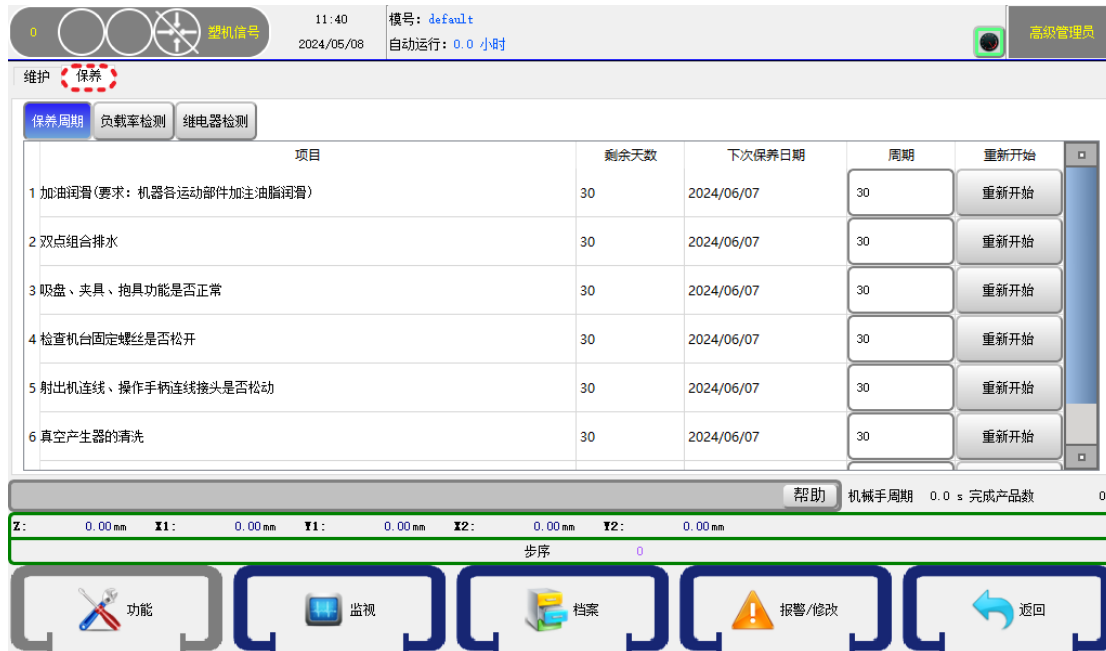 0 塑机信号 11:40 模号: default 高级管理员
2024/05/08 自动运行: 0.0 小时
维护 保养
保养周期 负载率检测 继电器检测
项目 剩余天数 下次保养日期 周期 重新开始
1 加油润滑(要求: 机器各运动部件加注油脂润滑) 30 2024/06/07 30 重新开始
2 双点组合排水 30 2024/06/07 30 重新开始
3 吸盘、夹具、抱具功能是否正常 30 2024/06/07 30 重新开始
4 检查机台固定螺丝是否松开 30 2024/06/07 30 重新开始
5 射出机连线、操作手柄连线接头是否松动 30 2024/06/07 30 重新开始
6 真空产生器的清洗 30 2024/06/07 30 重新开始
帮助 机械手周期 0.0 s 完成产品数 0
Z: 0.00mm X1: 0.00mm Y1: 0.00mm X2: 0.00mm Y2: 0.00mm
步序 0
功能 监视 档案 报警/修改 返回